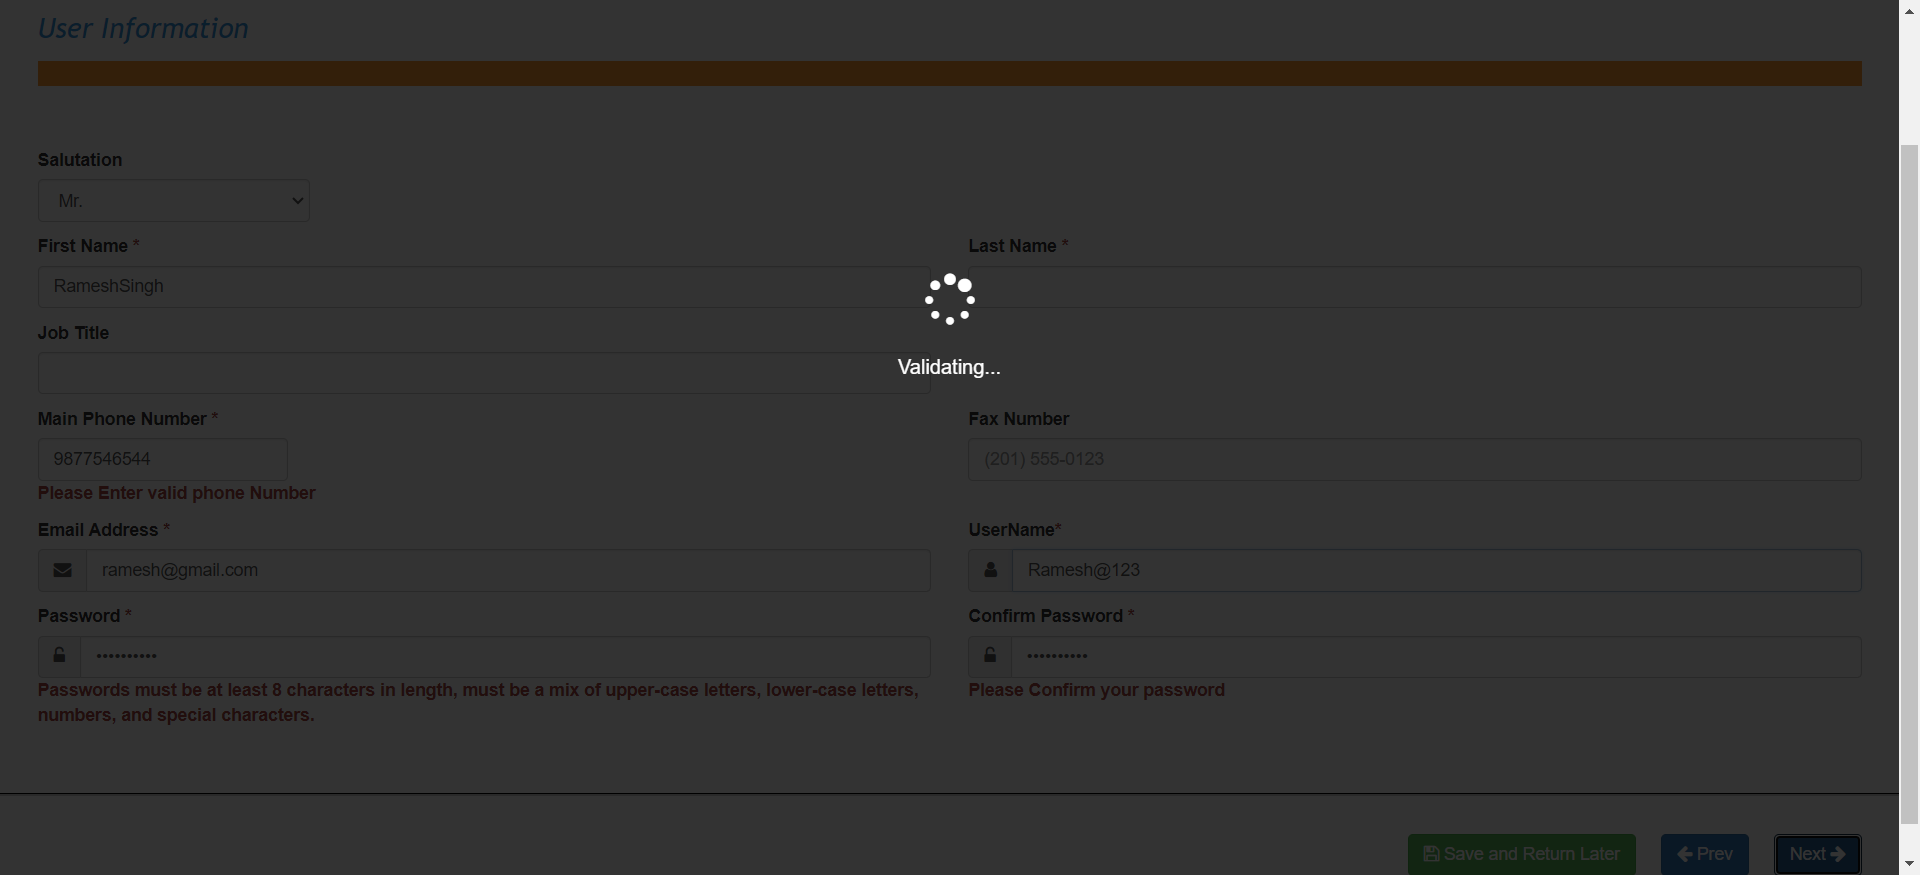 User Information
Salutation
Mr.
First Name *
Last Name *
RameshSingh
Validating...
Job Title
Main Phone Number *
Fax Number
9877546544
(201) 555-0123
Please Enter valid phone Number
Email Address *
UserName*
ramesh@gmail.com
Ramesh@123
Password *
Confirm Password *
••••••••••
••••••••••
Passwords must be at least 8 characters in length, must be a mix of upper-case letters, lower-case letters,
numbers, and special characters.
Please Confirm your password
Save and Return Later
Prev
Next